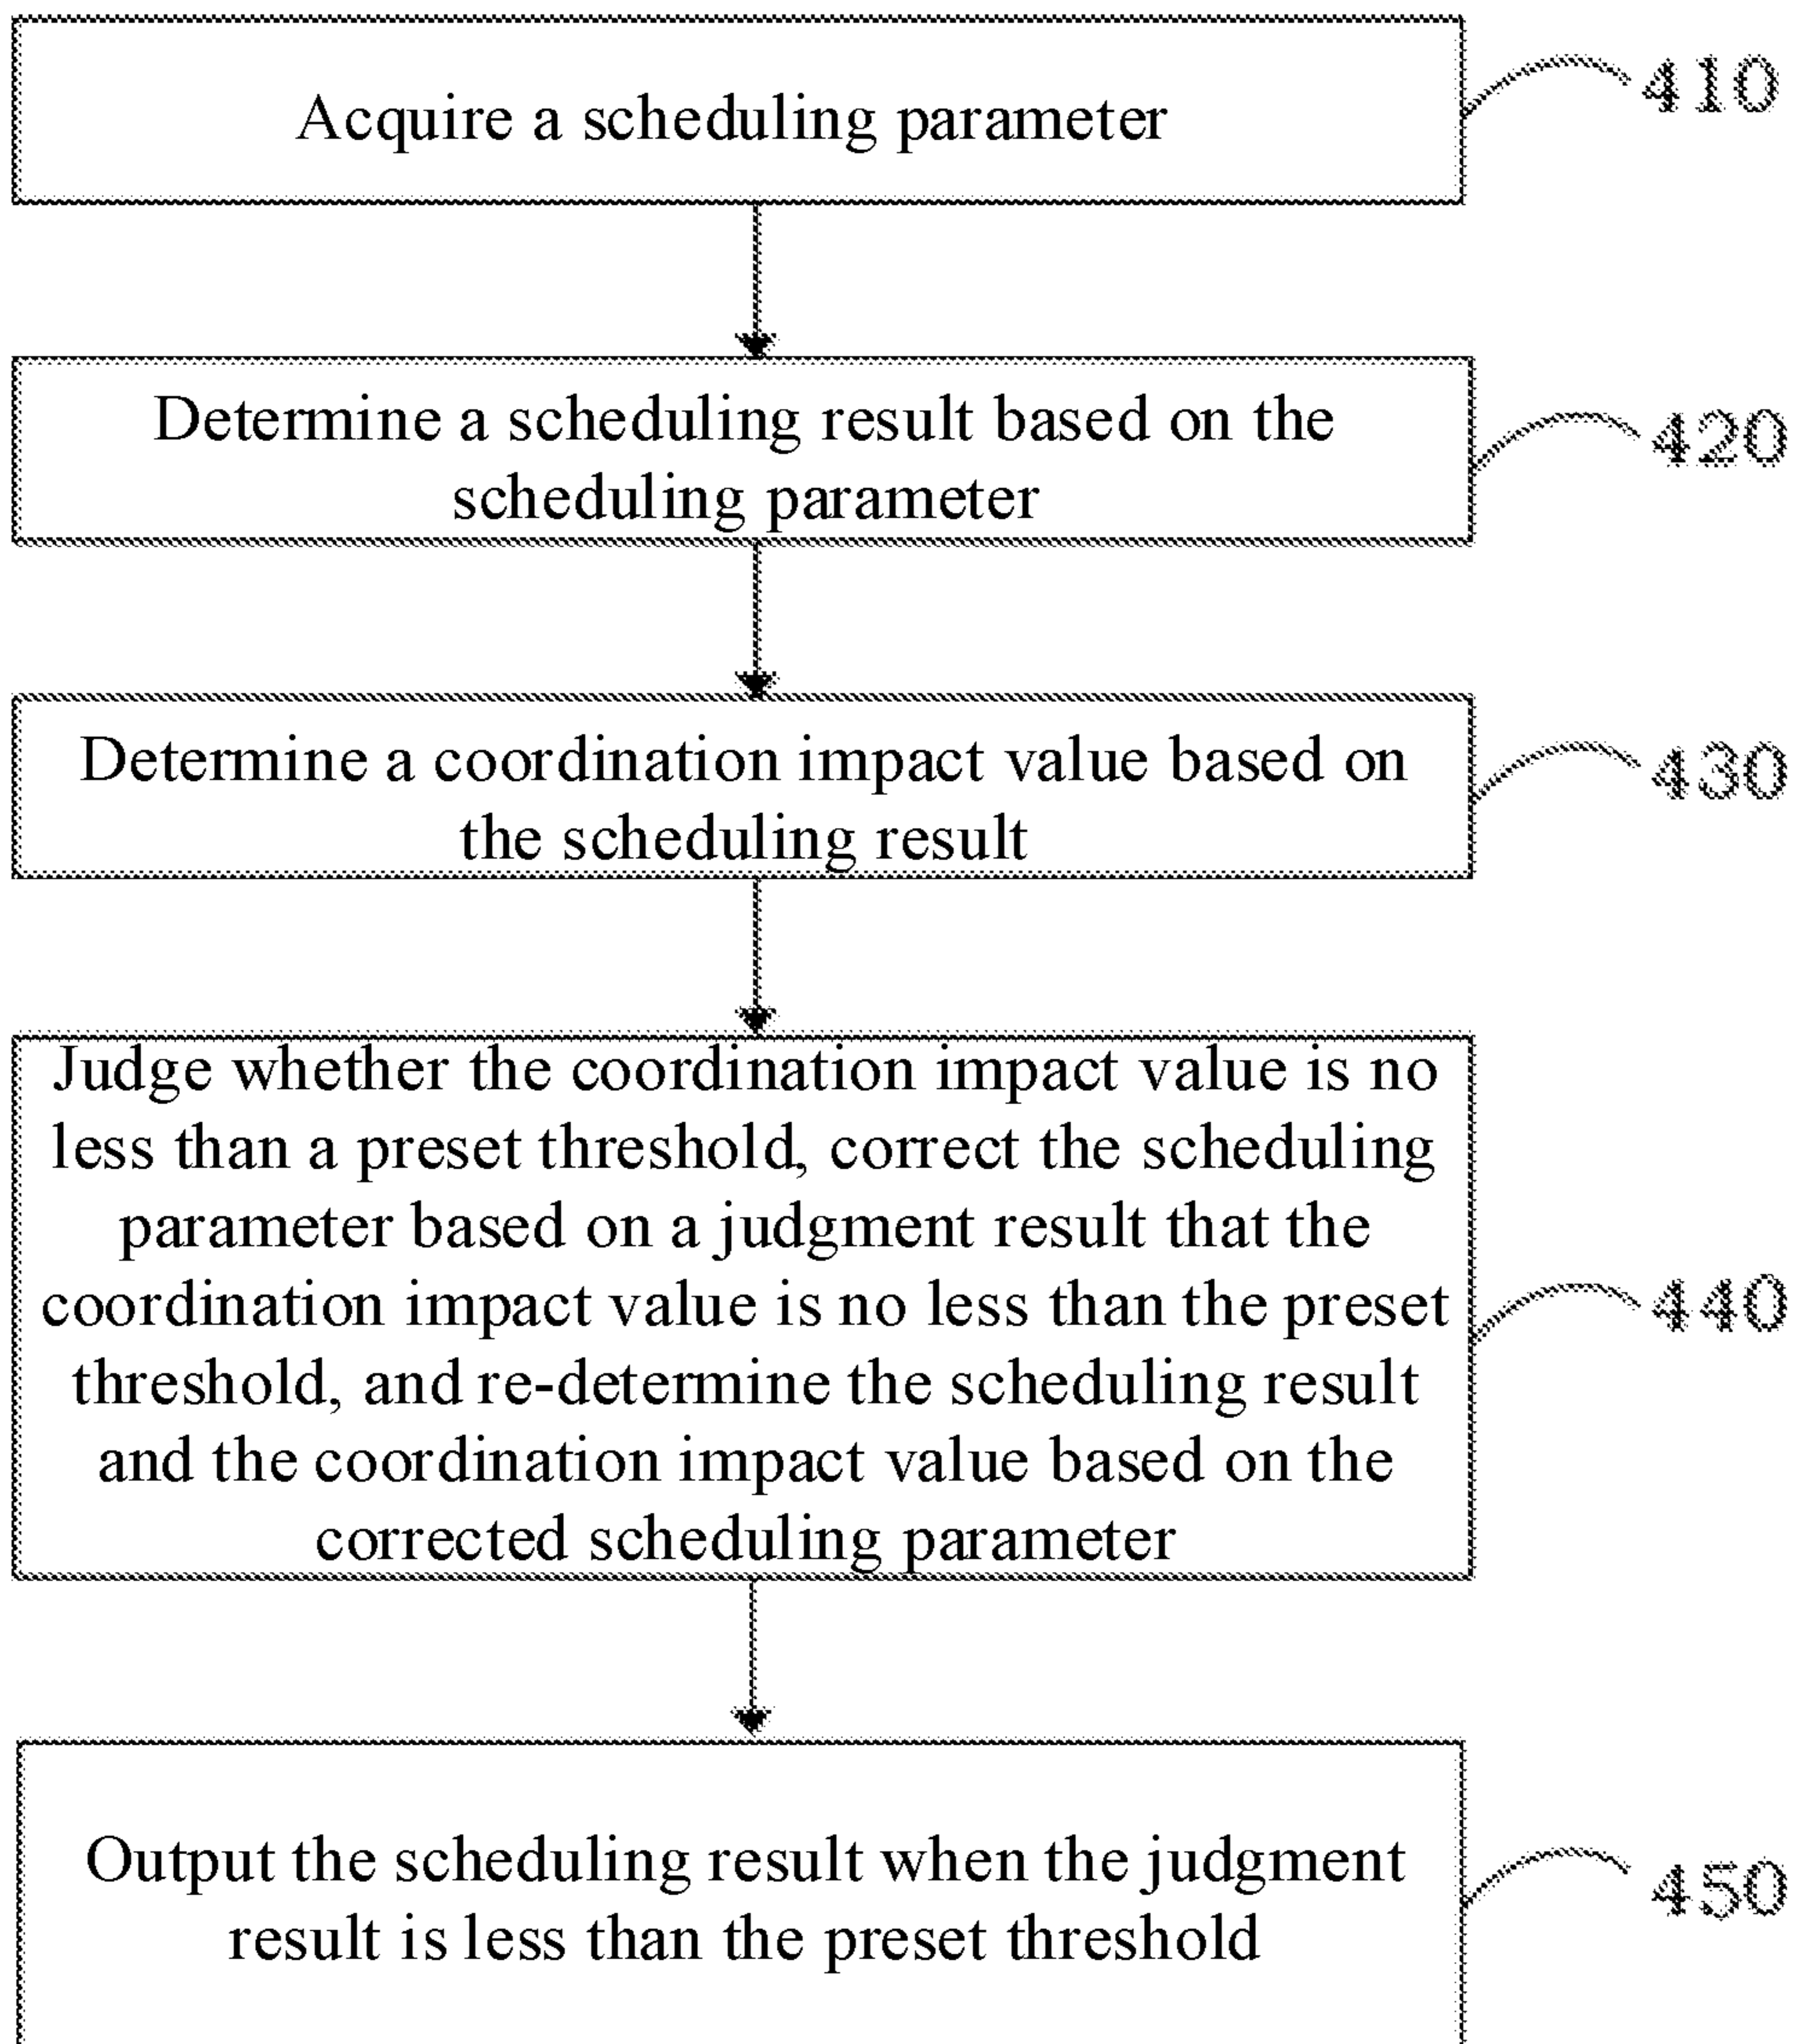 Acquire a scheduling parameter
410
Determine a scheduling result based on the
scheduling parameter
420
Determine a coordination impact value based on
the scheduling result
430
Judge whether the coordination impact value is no
less than a preset threshold, correct the scheduling
parameter based on a judgment result that the
coordination impact value is no less than the preset
threshold, and re-determine the scheduling result
and the coordination impact value based on the
corrected scheduling parameter
440
Output the scheduling result when the judgment
result is less than the preset threshold
450